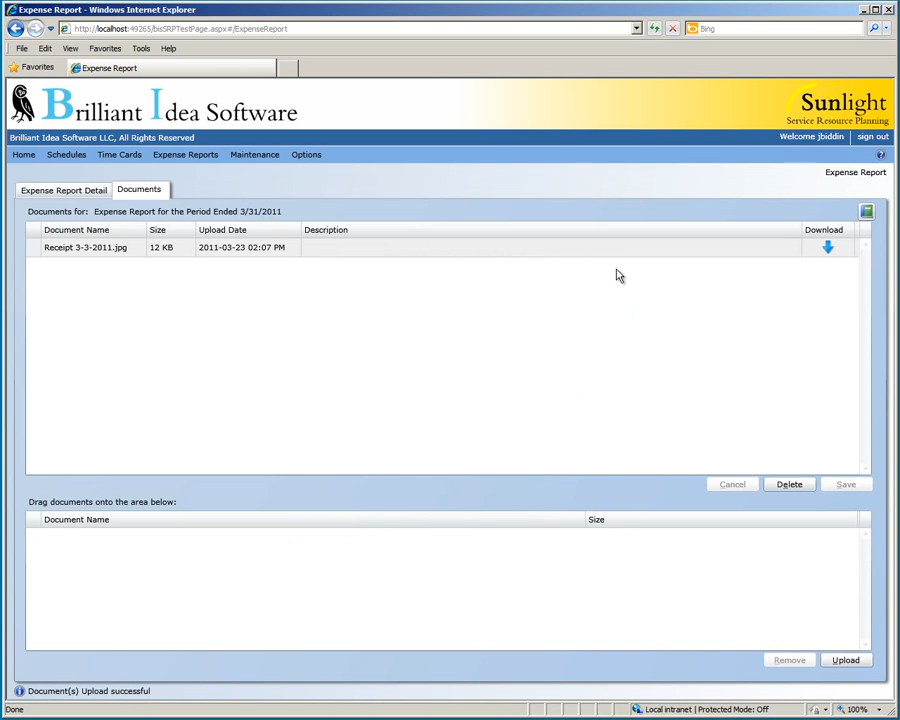 Expense Report - Windows Internet Explorer
http://localhost:49265/bisSRPTestPage.aspx#/ExpenseReport
Bing
File Edit View Favorites Tools Help
Favorites Expense Report
Brilliant Idea Software
Sunlight
Service Resource Planning
Brilliant Idea Software LLC, All Rights Reserved Welcome jbiddin sign out
Home Schedules Time Cards Expense Reports Maintenance Options ?
Expense Report
Expense Report Detail Documents
Documents for: Expense Report for the Period Ended 3/31/2011
Document Name Size Upload Date Description Download
Receipt 3-3-2011.jpg 12 KB 2011-03-23 02:07 PM
Cancel Delete Save
Drag documents onto the area below:
Document Name Size
Remove Upload
Document(s) Upload successful
Done Local intranet | Protected Mode: Off 100%